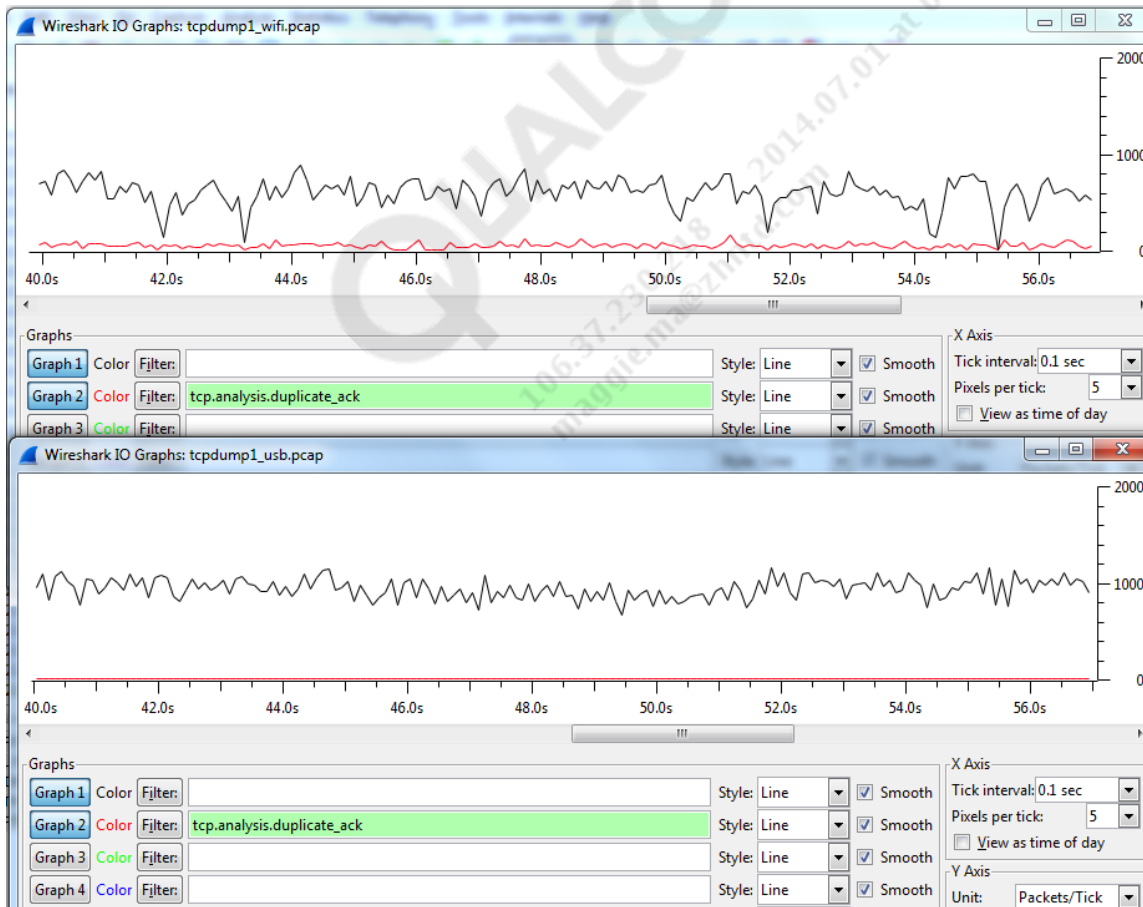 Wireshark IO Graphs: tcpdump1_wifi.pcap
2000
1000
0
40.0s 42.0s 44.0s 46.0s 48.0s 50.0s 52.0s 54.0s 56.0s
Graphs
X Axis
Graph 1 Color Filter: Style: Line Smooth
Tick interval: 0.1 sec
Graph 2 Color Filter: tcp.analysis.duplicate_ack Style: Line Smooth
Pixels per tick: 5
View as time of day
Graph 3 Color Filter: Style: Line Smooth
Wireshark IO Graphs: tcpdump1_usb.pcap
2000
1000
0
40.0s 42.0s 44.0s 46.0s 48.0s 50.0s 52.0s 54.0s 56.0s
Graphs
X Axis
Graph 1 Color Filter: Style: Line Smooth
Tick interval: 0.1 sec
Graph 2 Color Filter: tcp.analysis.duplicate_ack Style: Line Smooth
Pixels per tick: 5
View as time of day
Graph 3 Color Filter: Style: Line Smooth
Y Axis
Graph 4 Color Filter: Style: Line Smooth
Unit: Packets/Tick
QUALCO
2014.07.01 at